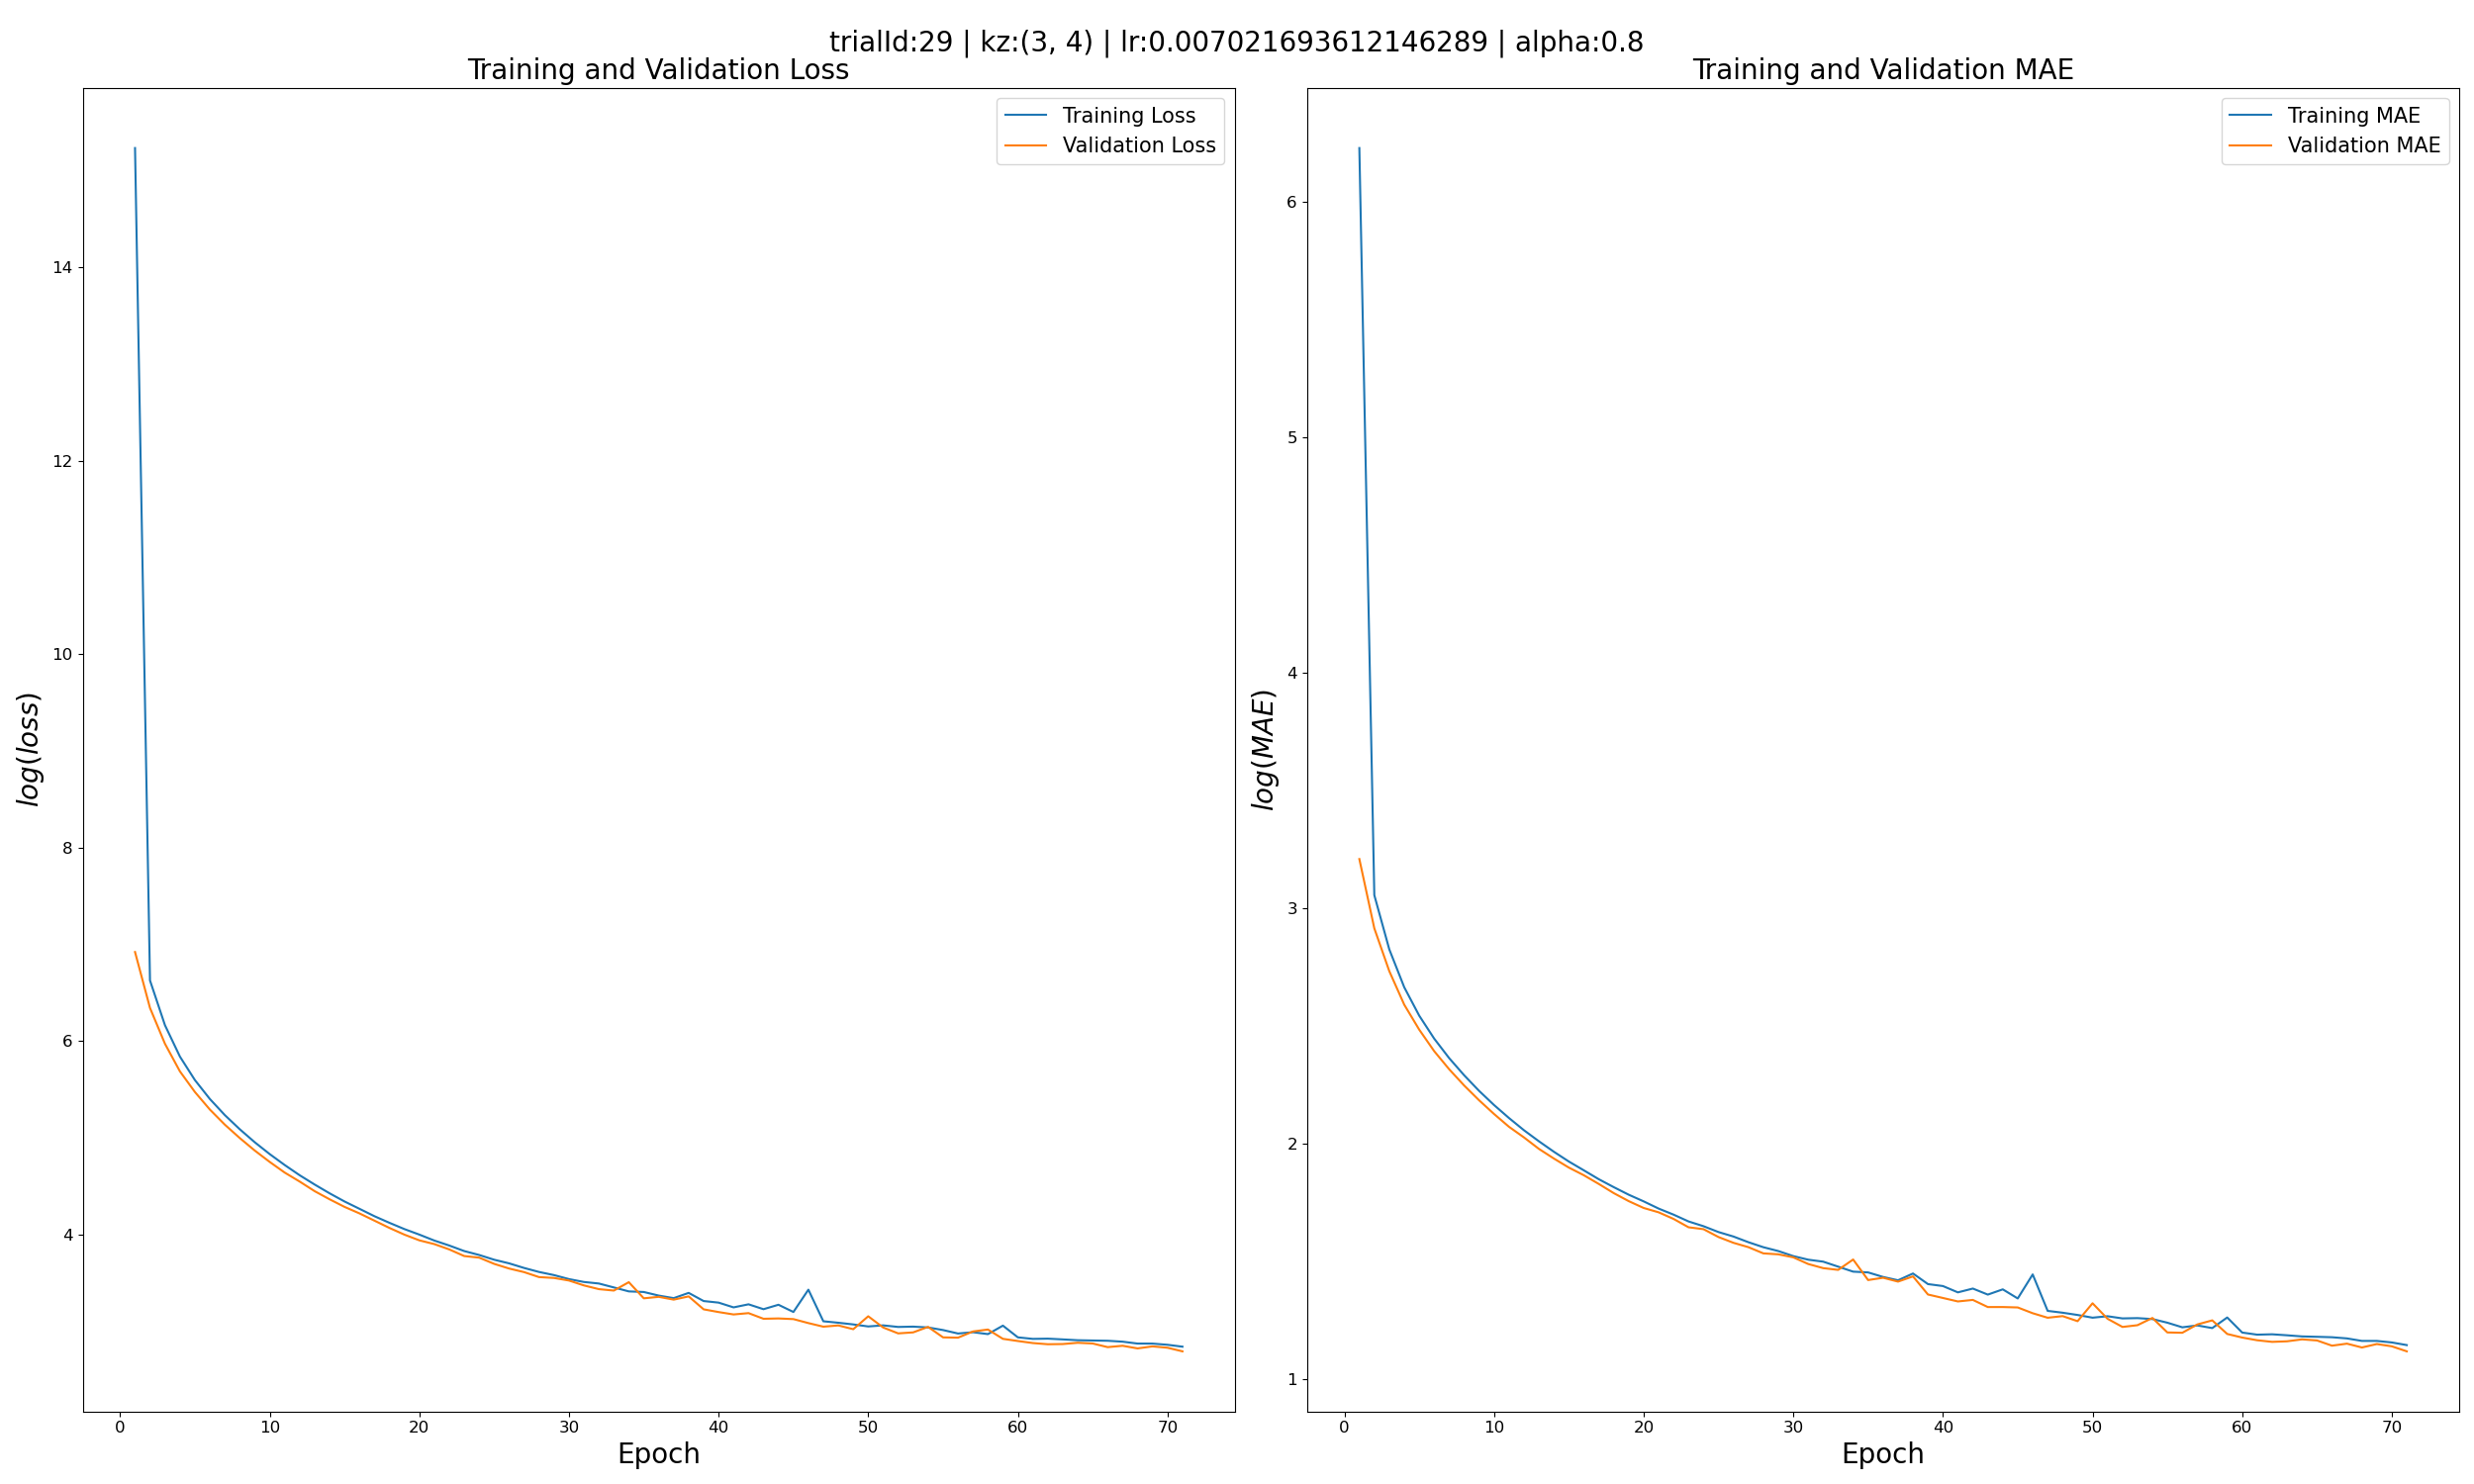 trialId:29 | kz:(3, 4) | lr:0.007021693612146289 | alpha:0.8
Training and Validation Loss
Training Loss
Validation Loss
14
12
10
8
6
4
log(loss)
0 10 20 30 40 50 60 70
Epoch
Training and Validation MAE
Training MAE
Validation MAE
6
5
4
3
2
1
log(MAE)
0 10 20 30 40 50 60 70
Epoch